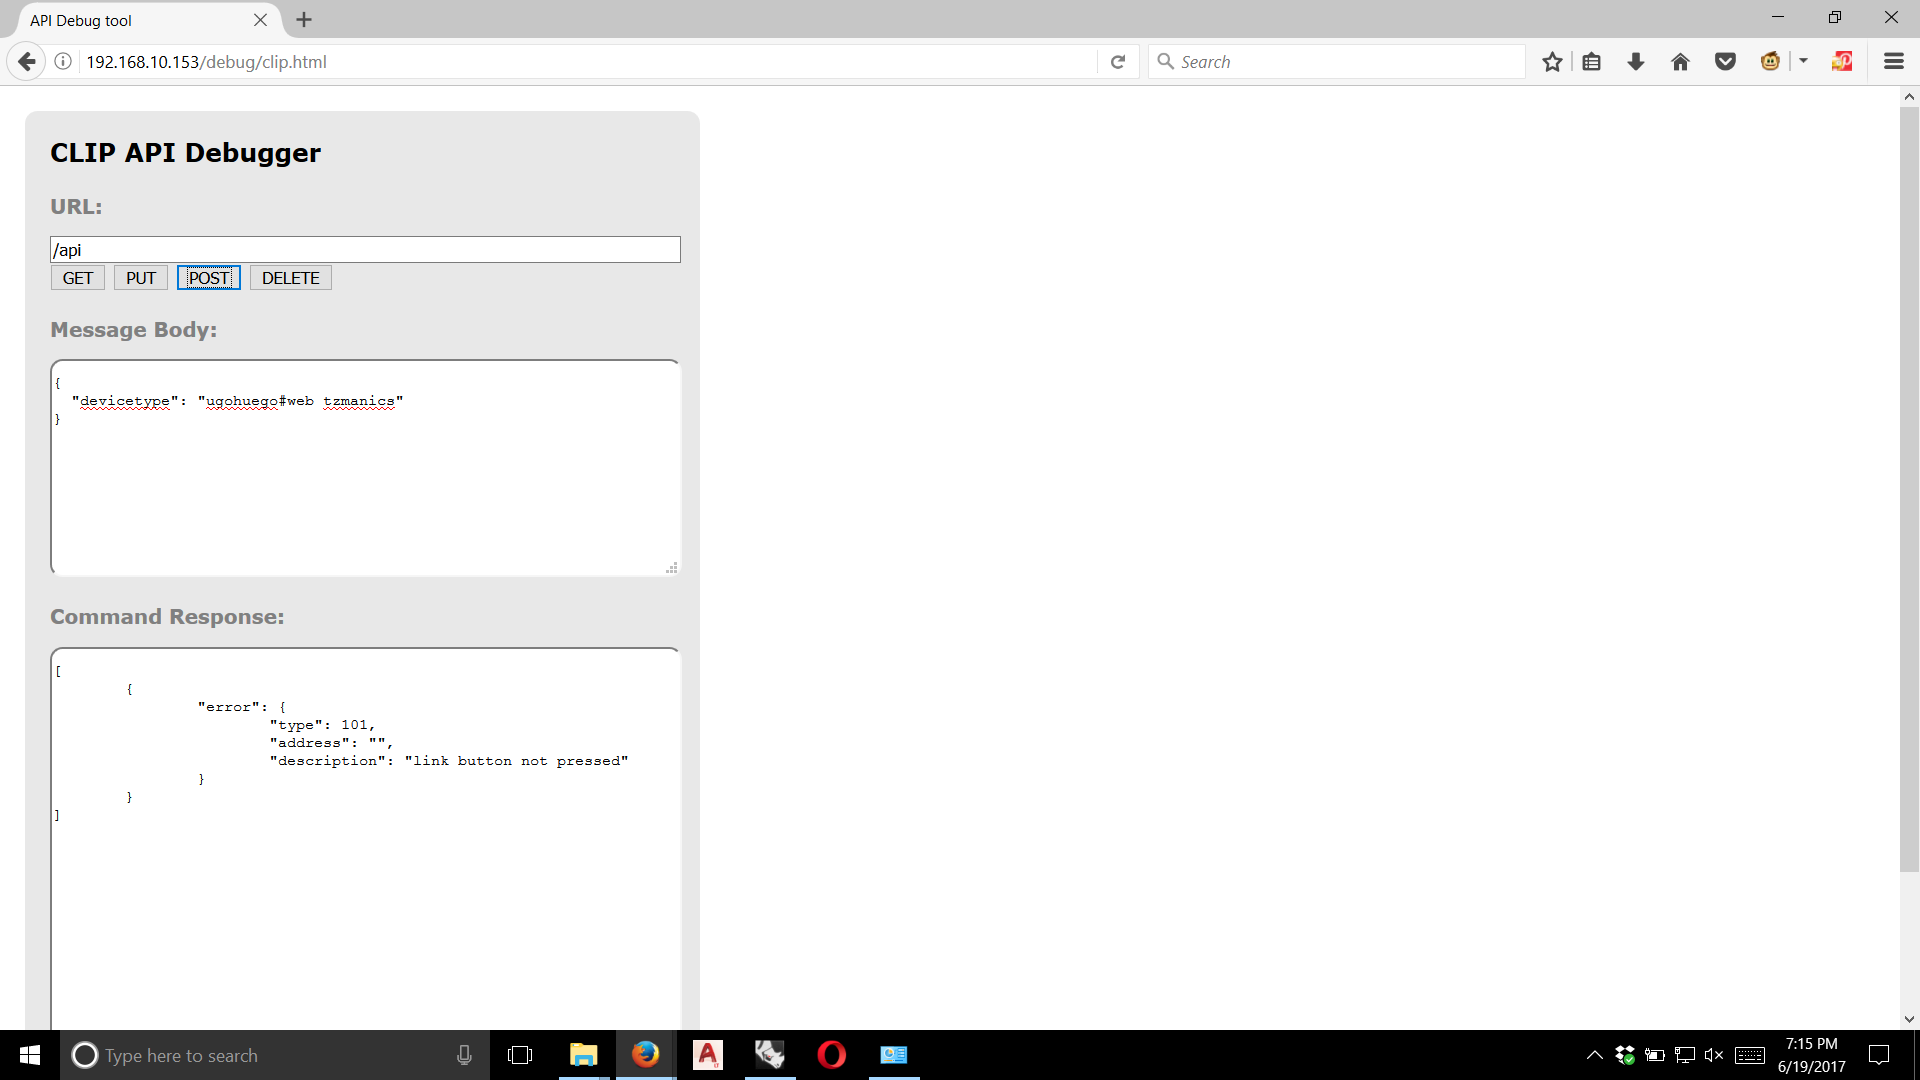 API Debug tool
192.168.10.153/debug/clip.html
Search
CLIP API Debugger
URL:
/api
GET PUT POST DELETE
Message Body:
{
"devicetype": "ugohuego#web tzmanics"
}
Command Response:
[
{
"error": {
"type": 101,
"address": "",
"description": "link button not pressed"
}
}
]
Type here to search
7:15 PM
6/19/2017